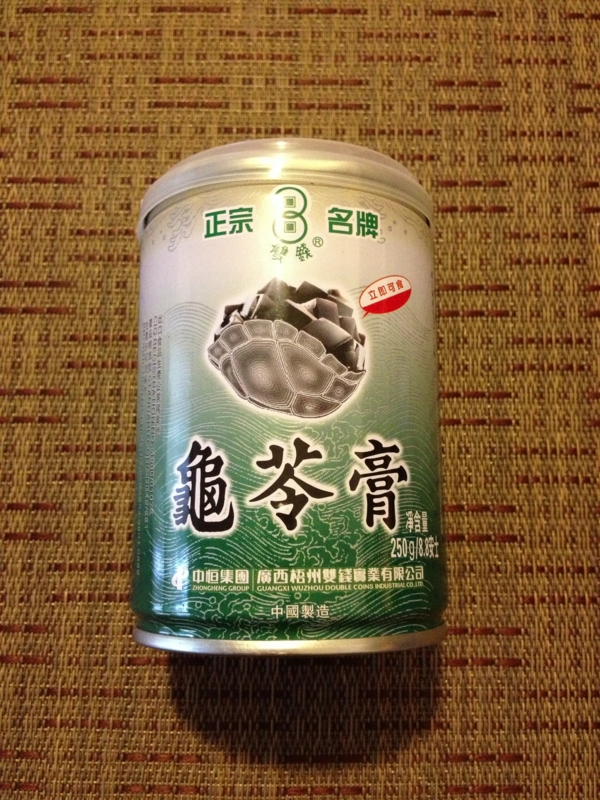 正宗 名牌
雙錢®
立即可食
龜苓膏
淨含量
250g/8.8安士
中恒集團 廣西梧州雙錢實業有限公司
ZHONGHENG GROUP GUANGXI WUZHOU DOUBLE COINS INDUSTRIAL CO.,LTD.
中國製造